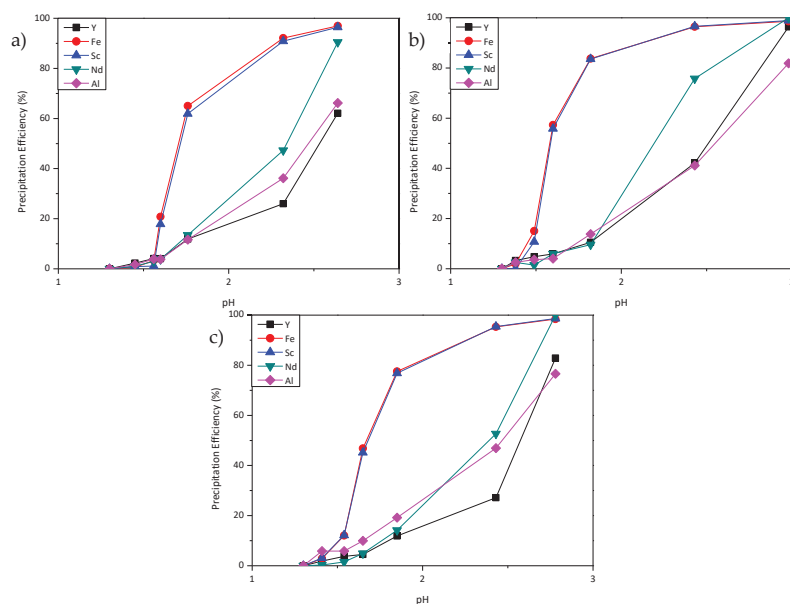 a)
Y
Fe
Sc
Nd
Al
Precipitation Efficiency (%)
100
80
60
40
20
0
1
2
3
pH
b)
Y
Fe
Sc
Nd
Al
Precipitation Efficiency (%)
100
80
60
40
20
0
1
2
pH
c)
Y
Fe
Sc
Nd
Al
Precipitation Efficiency (%)
100
80
60
40
20
0
1
2
3
pH